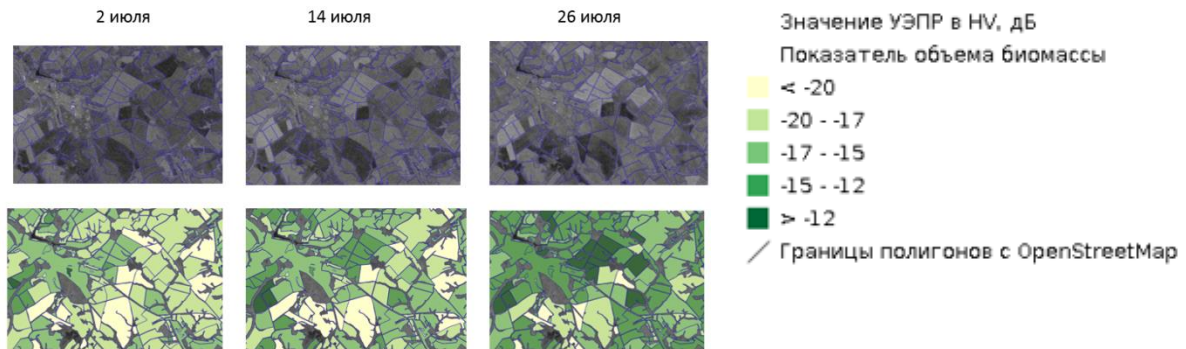 2 июля
14 июля
26 июля
Значение УЭПР в HV, дБ
Показатель объема биомассы
< -20
-20 - -17
-17 - -15
-15 - -12
> -12
Границы полигонов с OpenStreetMap